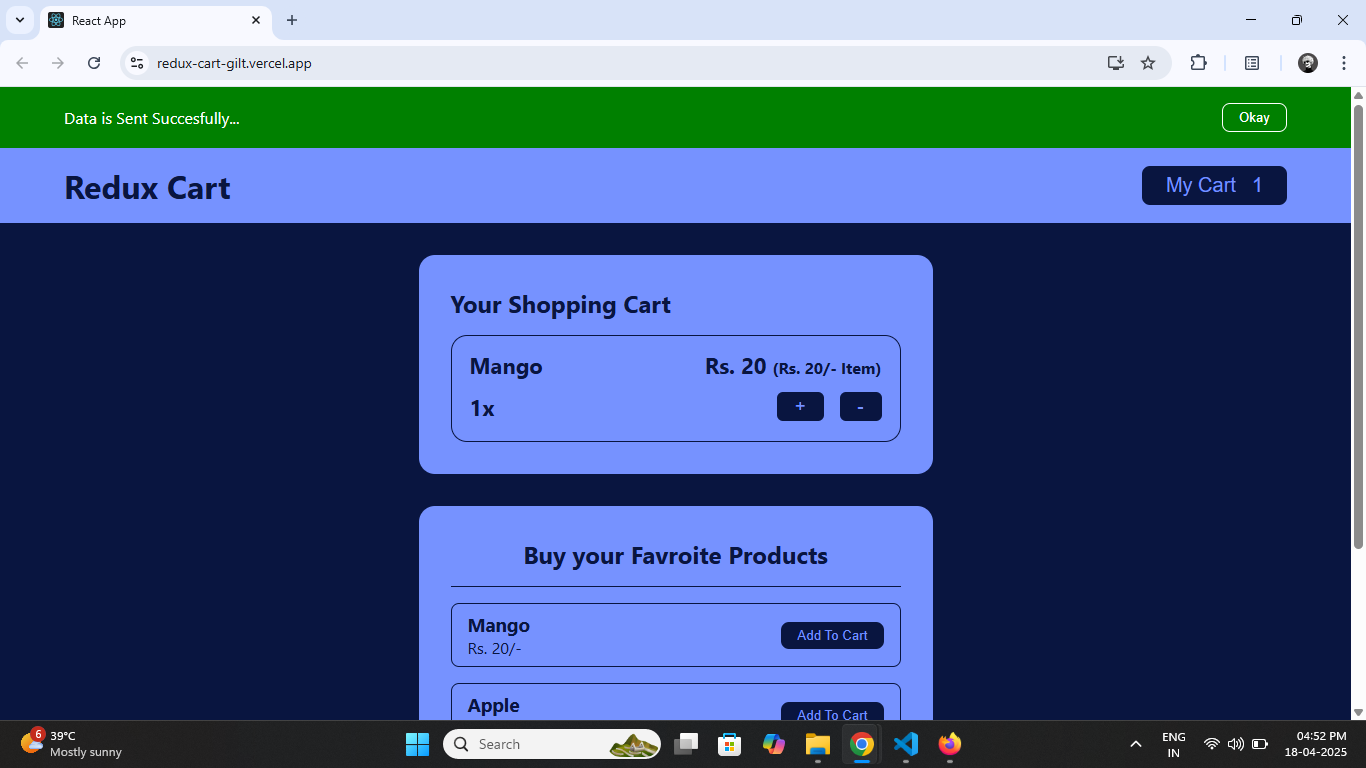 React App
redux-cart-gilt.vercel.app
Data is Sent Succesfully...
Okay
Redux Cart
My Cart 1
Your Shopping Cart
Mango
Rs. 20 (Rs. 20/- Item)
1x
+
-
Buy your Favroite Products
Mango
Rs. 20/-
Add To Cart
Apple
Add To Cart
6
39°C
Mostly sunny
Search
ENG
IN
04:52 PM
18-04-2025